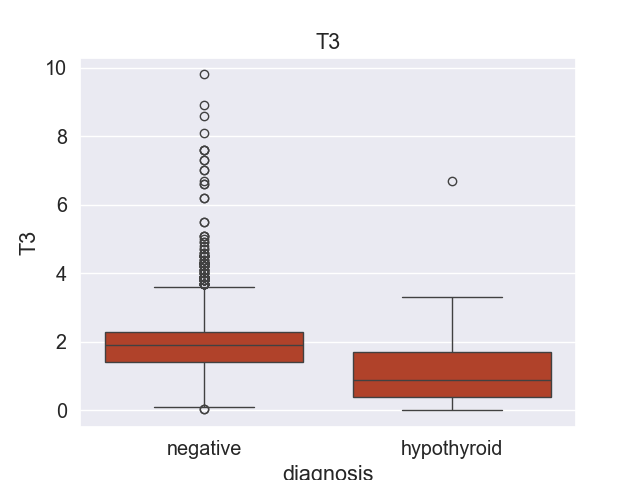 T3
10
8
6
4
2
0
T3
negative
hypothyroid
diagnosis